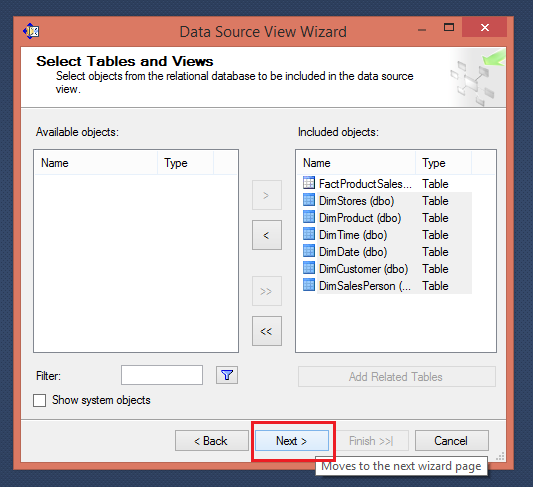 Data Source View Wizard
Select Tables and Views
Select objects from the relational database to be included in the data source
view.
Available objects:
Included objects:
Name Type
Name Type
FactProductSales... Table
DimStores (dbo) Table
DimProduct (dbo) Table
DimTime (dbo) Table
DimDate (dbo) Table
DimCustomer (dbo) Table
DimSalesPerson (... Table
>
<
>>
<<
Filter:
Add Related Tables
Show system objects
< Back Next > Finish >>| Cancel
Moves to the next wizard page